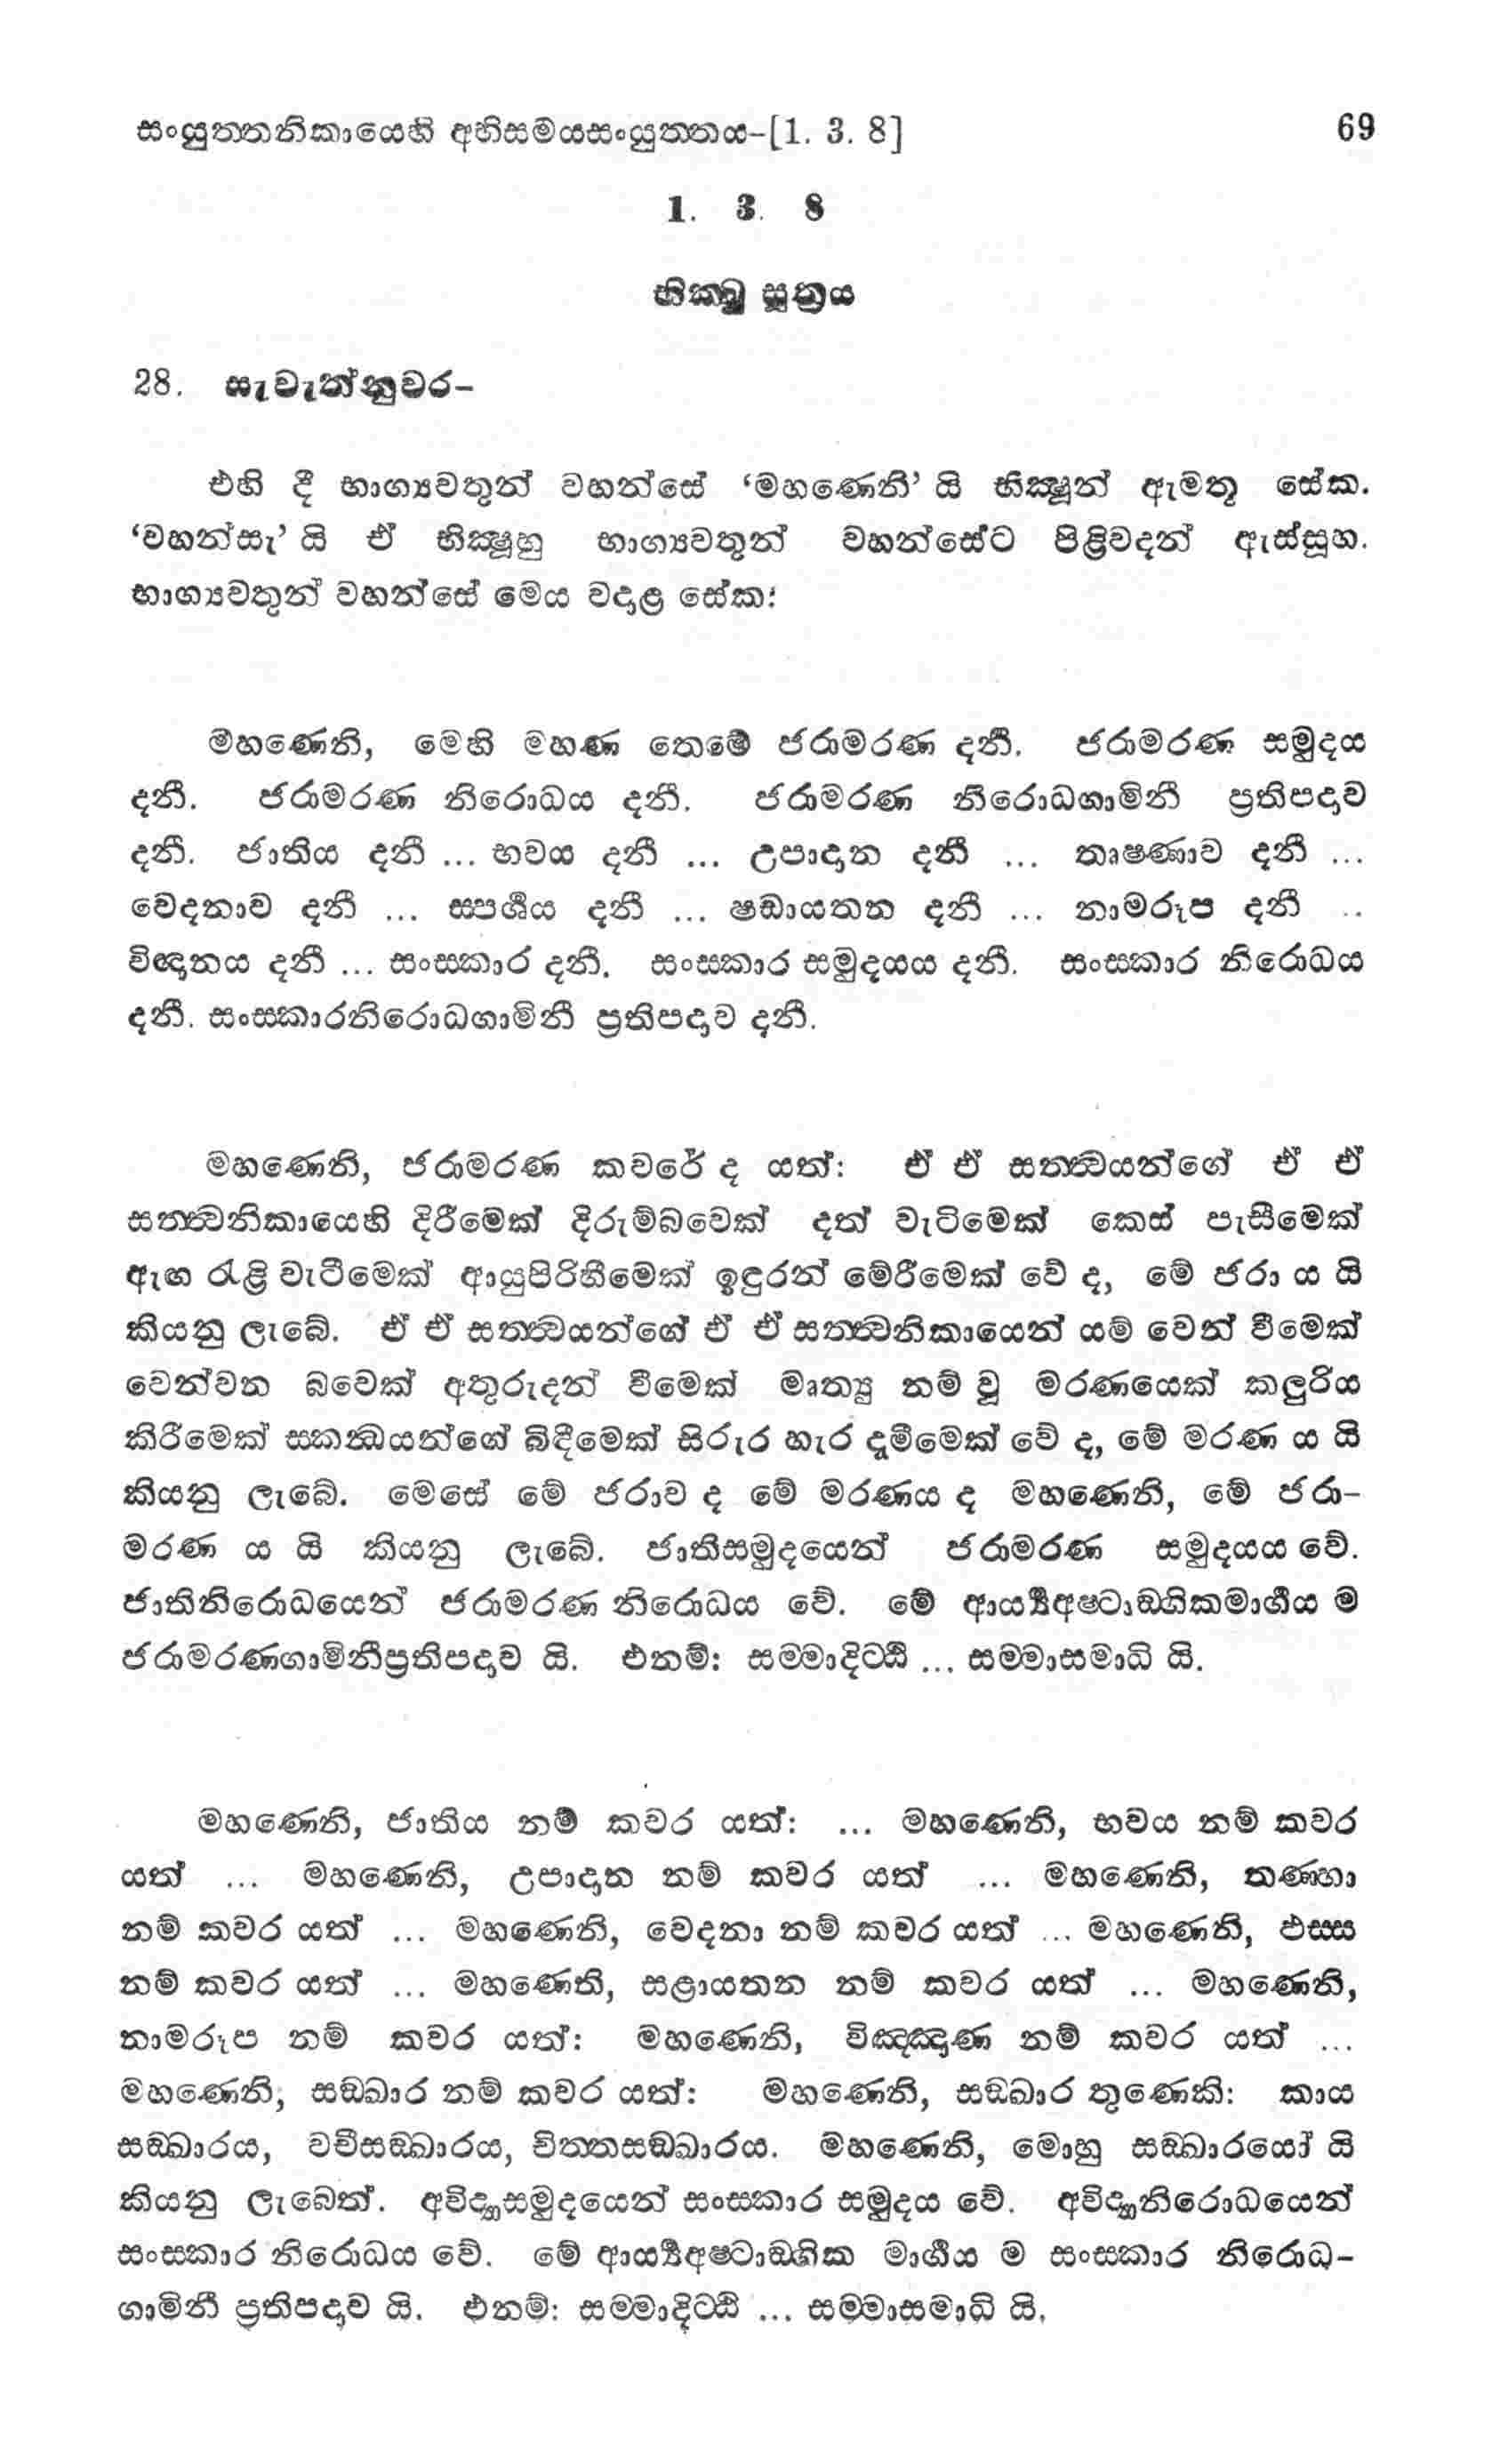 සංයුත්තනිකායෙහි අභිසමයසංයුත්තය-[1. 3. 8] 69
1. 3. 8
භික්ඛු සූත්‍රය
28. සැවැත්නුවර-
එහි දී භාග්‍යවතුන් වහන්සේ ‘මහණෙනි’ යි භික්‍ෂූන් ඇමතූ සේක.
‘වහන්සැ’ යි ඒ භික්‍ෂූහු භාග්‍යවතුන් වහන්සේට පිළිවදන් ඇස්සූහ.
භාග්‍යවතුන් වහන්සේ මෙය වදාළ සේක:
මහණෙනි, මෙහි මහණ තෙමේ ජරාමරණ දනී. ජරාමරණ සමුදය
දනී. ජරාමරණ නිරොධය දනී. ජරාමරණ නිරොධගාමිනී ප්‍රතිපදාව
දනී. ජාතිය දනී ... භවය දනී ... උපාදාන දනී ... තෘෂ්ණාව දනී ...
වෙදනාව දනී ... ස්පර්‍ශය දනී ... ෂඩායතන දනී ... නාමරූප දනී ..
විඥානය දනී ... සංස්කාර දනී. සංස්කාර සමුදයය දනී. සංස්කාර නිරොධය
දනී. සංස්කාරනිරොධගාමිනී ප්‍රතිපදාව දනී.
මහණෙනි, ජරාමරණ කවරේ ද යත්: ඒ ඒ සත්ත්‍වයන්ගේ ඒ ඒ
සත්ත්‍වනිකායෙහි දිරීමෙක් දිරුම්බවෙක් දත් වැටිමෙක් කෙස් පැසීමෙක්
ඇඟ රැළි වැටීමෙක් ආයුපිරිහීමෙක් ඉඳුරන් මේරීමෙක් වේ ද, මේ ජරා ය යි
කියනු ලැබේ. ඒ ඒ සත්ත්‍වයන්ගේ ඒ ඒ සත්ත්‍වනිකායෙන් යම් වෙන් වීමෙක්
වෙන්වන බවෙක් අතුරුදන් වීමෙක් මෘත්‍යු නම් වූ මරණයෙක් කලුරිය
කිරීමෙක් ස්කන්‍ධයන්ගේ බිඳීමෙක් සිරුර හැර දැමීමෙක් වේ ද, මේ මරණ ය යි
කියනු ලැබේ. මෙසේ මේ ජරාව ද මේ මරණය ද මහණෙනි, මේ ජරා-
මරණ ය යි කියනු ලැබේ. ජාතිසමුදයෙන් ජරාමරණ සමුදයය වේ.
ජාතිනිරොධයෙන් ජරාමරණ නිරොධය වේ. මේ ආර්‍ය්‍යඅෂ්ටාඞ්ගිකමාර්‍ගය ම
ජරාමරණගාමිනීප්‍රතිපදාව යි. එනම්: සම්මාදිට්ඨි ... සම්මාසමාධි යි.
මහණෙනි, ජාතිය නම් කවර යත්: ... මහණෙනි, භවය නම් කවර
යත් ... මහණෙනි, උපාදාන නම් කවර යත් ... මහණෙනි, තණ්හා
නම් කවර යත් ... මහණෙනි, වෙදනා නම් කවර යත් ... මහණෙනි, ඵස්ස
නම් කවර යත් ... මහණෙනි, සළායතන නම් කවර යත් ... මහණෙනි,
නාමරූප නම් කවර යත්: මහණෙනි, විඤ්ඤාණ නම් කවර යත් ...
මහණෙනි, සඞ්ඛාර නම් කවර යත්: මහණෙනි, සඞ්ඛාර තුණෙකි: කාය
සඞ්ඛාරය, වචීසඞ්ඛාරය, චිත්තසඞ්ඛාරය. මහණෙනි, මොහු සඞ්ඛාරයෝ යි
කියනු ලැබෙත්. අවිද්‍යාසමුදයෙන් සංස්කාර සමුදය වේ. අවිද්‍යානිරොධයෙන්
සංස්කාර නිරොධය වේ. මේ ආර්‍ය්‍යඅෂ්ටාඞ්ගික මාර්‍ගය ම සංස්කාර නිරොධ-
ගාමිනී ප්‍රතිපදාව යි. එනම්: සම්මාදිට්ඨි ... සම්මාසමාධි යි.